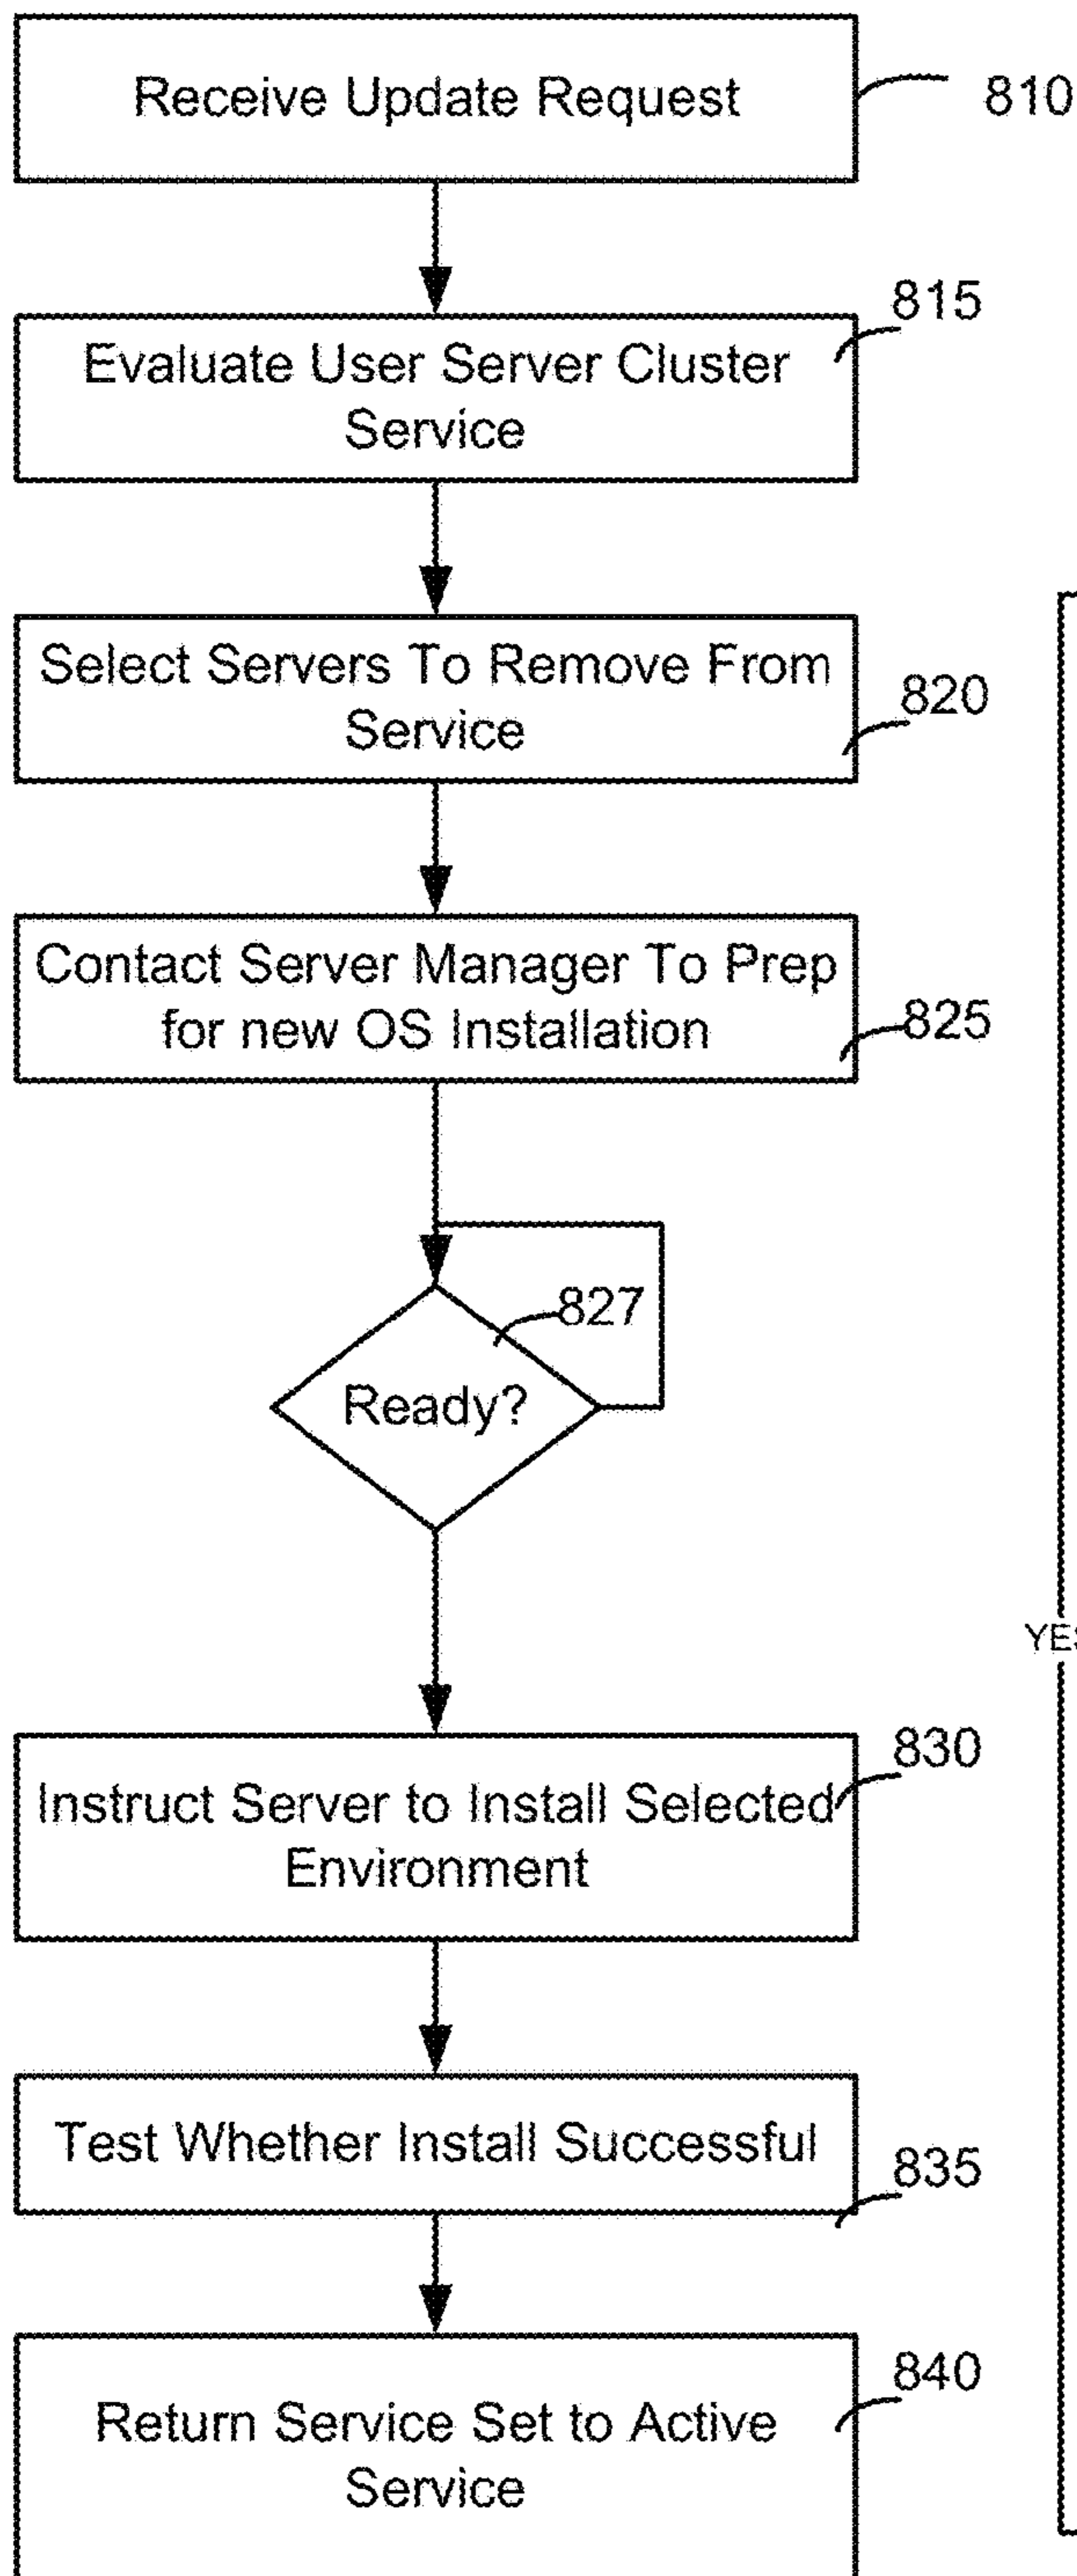 Receive Update Request
810
815
Evaluate User Server Cluster
Service
Select Servers To Remove From
Service
820
Contact Server Manager To Prep
for new OS Installation
825
827
Ready?
YES
830
Instruct Server to Install Selected
Environment
Test Whether Install Successful
835
840
Return Service Set to Active
Service